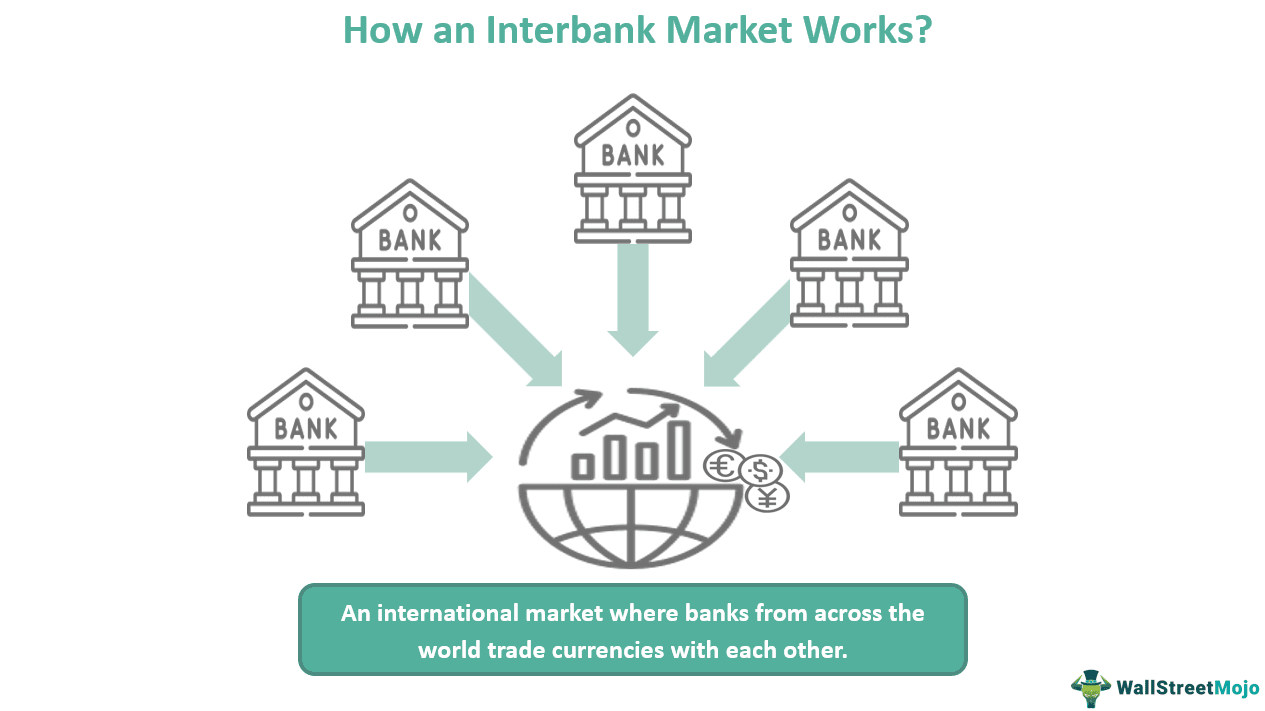 How an Interbank Market Works?
BANK
BANK
BANK
BANK
BANK
€
$
¥
An international market where banks from across the
world trade currencies with each other.
WallStreetMojo